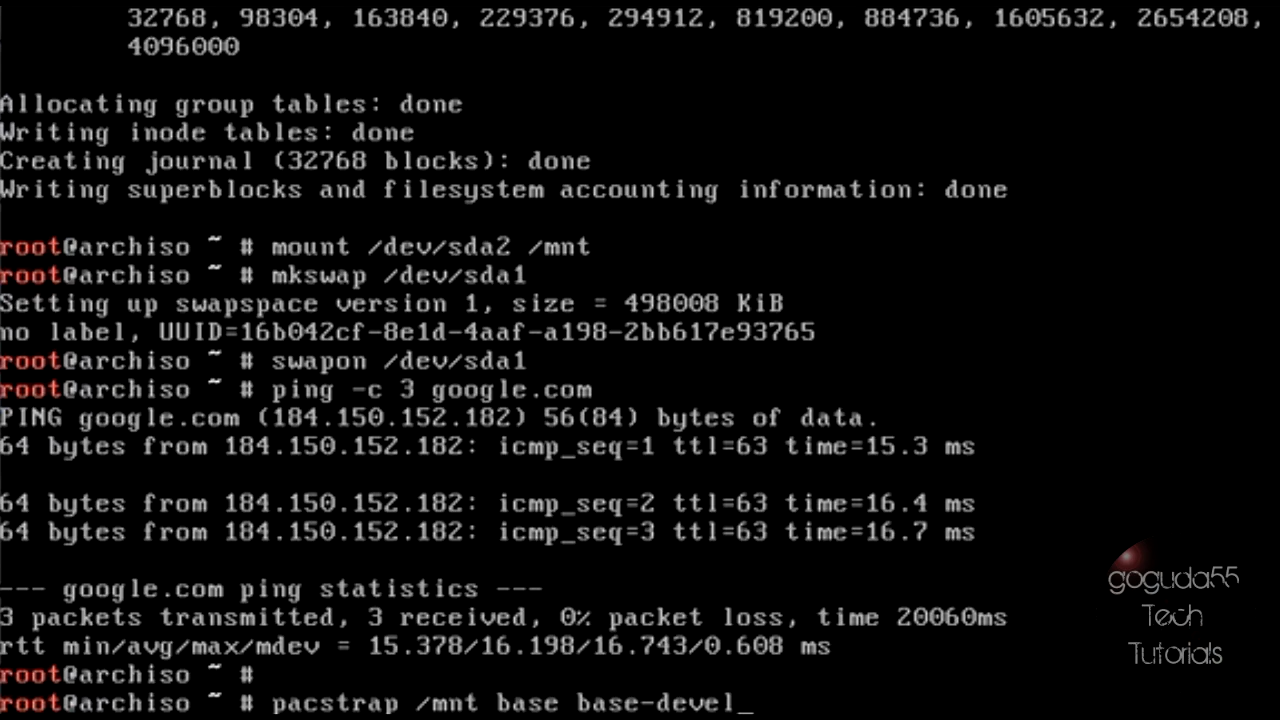 32768, 98304, 163840, 229376, 294912, 819200, 884736, 1605632, 2654208,
4096000
Allocating group tables: done
Writing inode tables: done
Creating journal (32768 blocks): done
Writing superblocks and filesystem accounting information: done
root@archiso ~ # mount /dev/sda2 /mnt
root@archiso ~ # mkswap /dev/sda1
Setting up swapspace version 1, size = 498008 KiB
no label, UUID=16b042cf-8e1d-4aaf-a198-2bb617e93765
root@archiso ~ # swapon /dev/sda1
root@archiso ~ # ping -c 3 google.com
PING google.com (184.150.152.182) 56(84) bytes of data.
64 bytes from 184.150.152.182: icmp_seq=1 ttl=63 time=15.3 ms
64 bytes from 184.150.152.182: icmp_seq=2 ttl=63 time=16.4 ms
64 bytes from 184.150.152.182: icmp_seq=3 ttl=63 time=16.7 ms
--- google.com ping statistics ---
3 packets transmitted, 3 received, 0% packet loss, time 20060ms
rtt min/avg/max/mdev = 15.378/16.198/16.743/0.608 ms
root@archiso ~ #
root@archiso ~ # pacstrap /mnt base base-devel_
goguda55
Tech
Tutorials